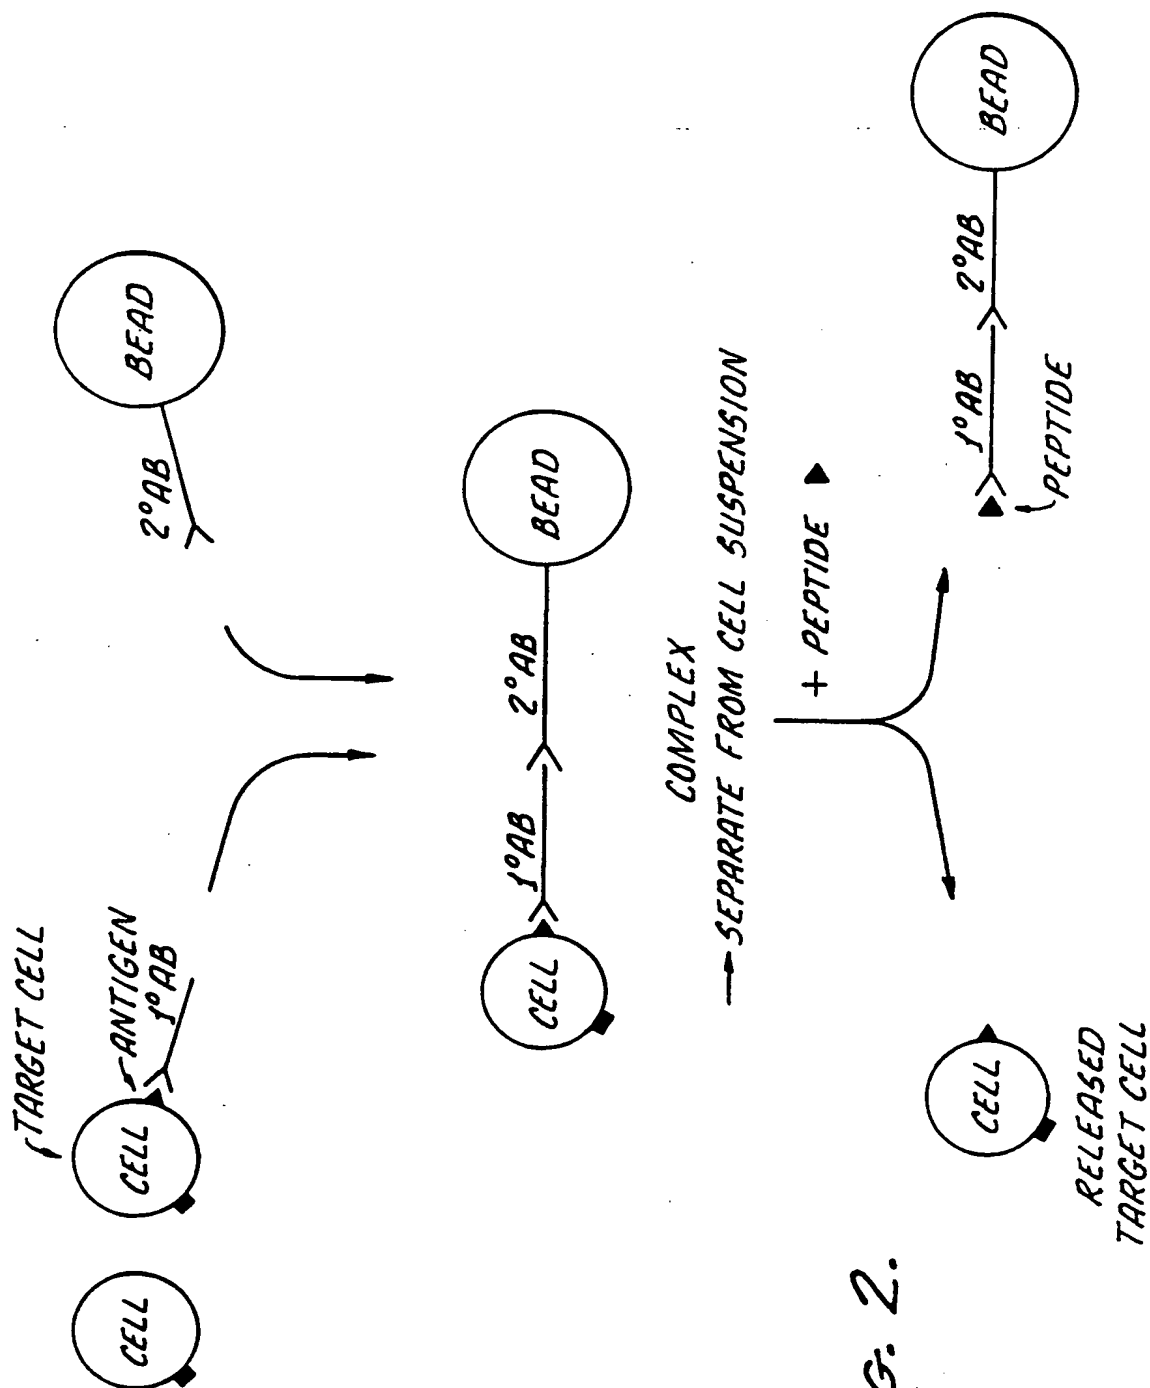 TARGET CELL
ANTIGEN
1°AB
CELL
CELL
2°AB
BEAD
CELL
1°AB
2°AB
BEAD
COMPLEX
→ SEPARATE FROM CELL SUSPENSION
+ PEPTIDE
CELL
RELEASED
TARGET CELL
1°AB
2°AB
BEAD
PEPTIDE
G. 2.